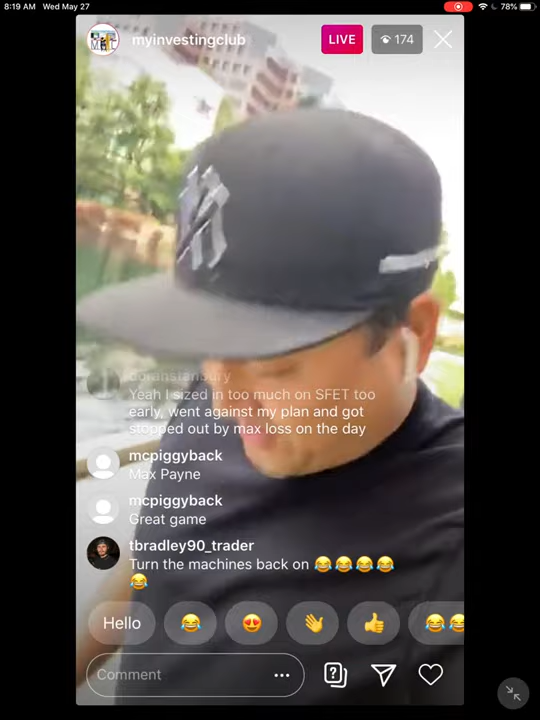 8:19 AM Wed May 27
78%
myinvestingclub
LIVE
174
Yeah I sized in too much on SFET too
early, went against my plan and got
stopped out by max loss on the day
mcpiggyback
Max Payne
mcpiggyback
Great game
tbradley90_trader
Turn the machines back on 😂😂😂😂
😂
Hello
Comment